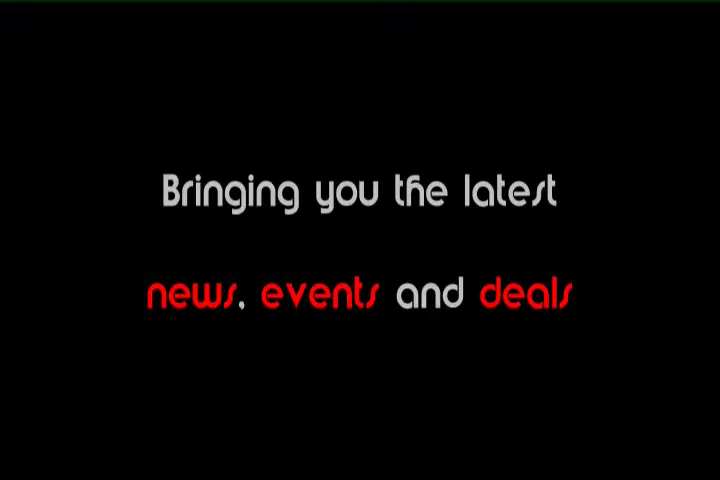 Bringing you the latest
news, events and deals